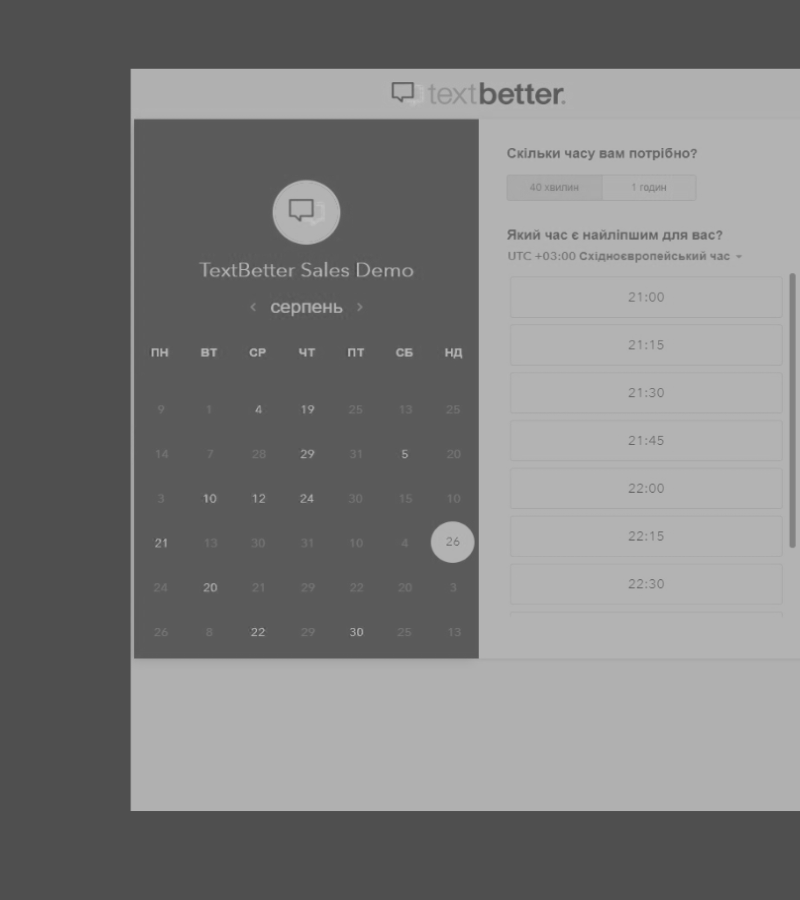 textbetter.
TextBetter Sales Demo
‹ серпень ›
ПН ВТ СР ЧТ ПТ СБ НД
9 1 4 19 25 13 25
14 7 28 29 31 5 20
3 10 12 24 30 15 10
21 13 30 31 10 4 26
24 20 21 29 22 20 3
26 8 22 29 30 25 13
Скільки часу вам потрібно?
40 хвилин 1 годин
Який час є найліпшим для вас?
UTC +03:00 Східноєвропейський час
21:00
21:15
21:30
21:45
22:00
22:15
22:30